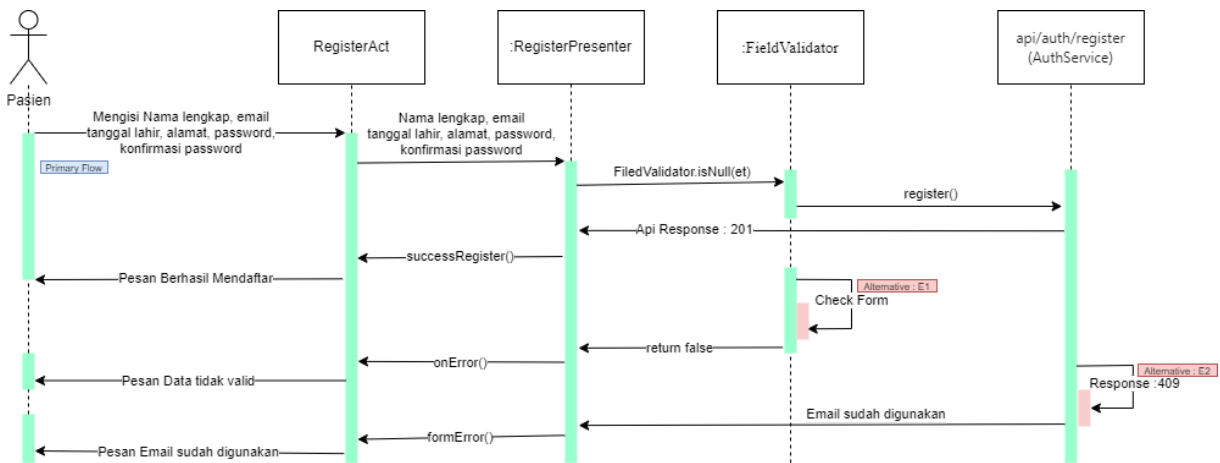 RegisterAct
:RegisterPresenter
:FieldValidator
api/auth/register
(AuthService)
Pasien
Mengisi Nama lengkap, email
tanggal lahir, alamat, password,
konfirmasi password
Nama lengkap, email
tanggal lahir, alamat, password,
konfirmasi password
Primary Flow
FiledValidator.isNull(et)
register()
Api Response : 201
successRegister()
Pesan Berhasil Mendaftar
Alternative : E1
Check Form
return false
onError()
Pesan Data tidak valid
Alternative : E2
Response :409
Email sudah digunakan
formError()
Pesan Email sudah digunakan